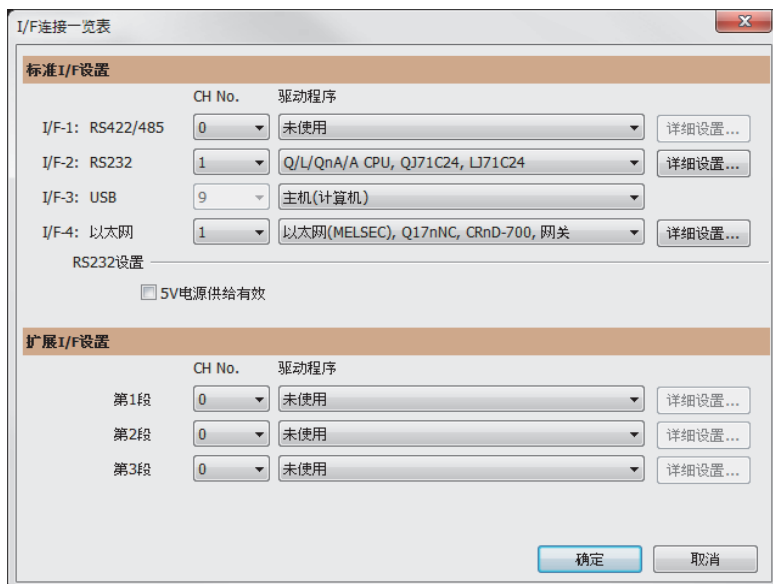 I/F连接一览表
标准I/F设置
CH No. 驱动程序
I/F-1: RS422/485 0 未使用 详细设置...
I/F-2: RS232 1 Q/L/QnA/A CPU, QJ71C24, LJ71C24 详细设置...
I/F-3: USB 9 主机(计算机)
I/F-4: 以太网 1 以太网(MELSEC), Q17nNC, CRnD-700, 网关 详细设置...
RS232设置
5V电源供给有效
扩展I/F设置
CH No. 驱动程序
第1段 0 未使用 详细设置...
第2段 0 未使用 详细设置...
第3段 0 未使用 详细设置...
确定 取消